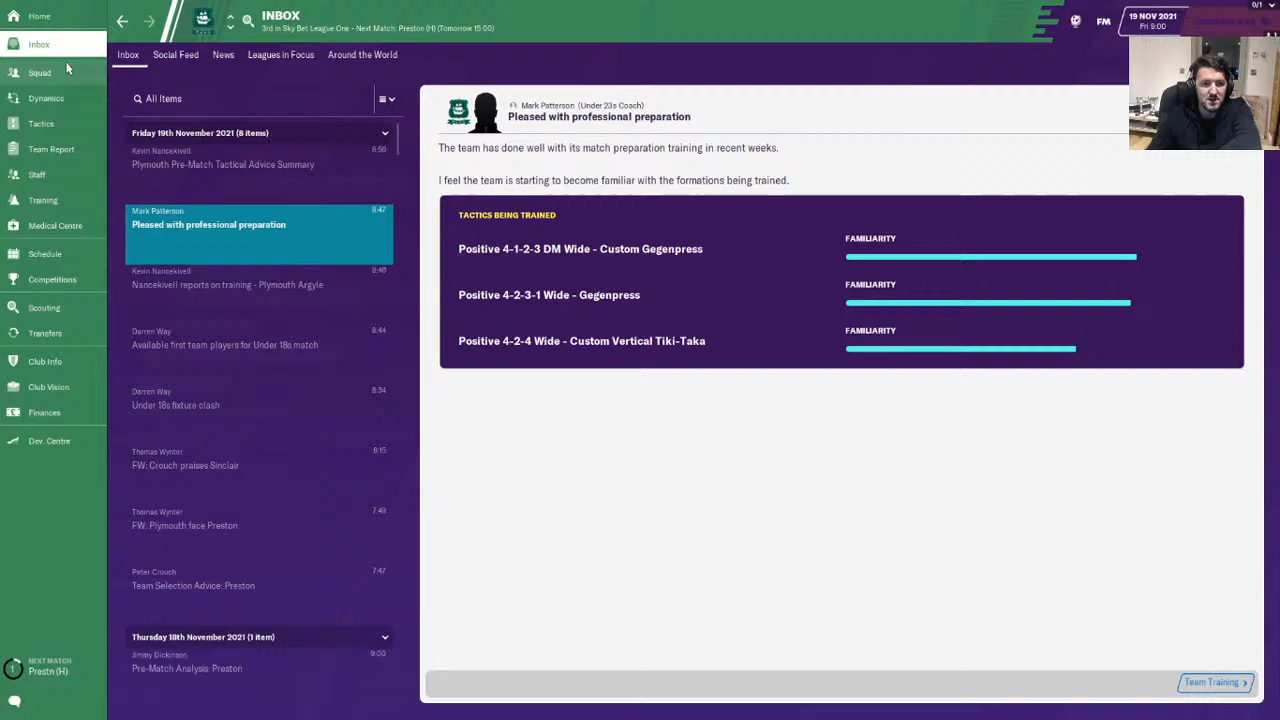 Home
Inbox
Squad
Dynamics
Tactics
Team Report
Staff
Training
Medical Centre
Schedule
Competitions
Scouting
Transfers
Club Info
Club Vision
Finances
Dev. Centre
1
NEXT MATCH
Prestn (H)
INBOX
3rd in Sky Bet League One - Next Match: Preston (H) (Tomorrow 15:00)
FM
19 NOV 2021
Fri 9:00
0/1
Inbox
Social Feed
News
Leagues in Focus
Around the World
All Items
Friday 19th November 2021 (8 items)
Kevin Nancekivell
8:56
Plymouth Pre-Match Tactical Advice Summary
Mark Patterson
8:47
Pleased with professional preparation
Kevin Nancekivell
8:46
Nancekivell reports on training - Plymouth Argyle
Darren Way
8:44
Available first team players for Under 18s match
Darren Way
8:34
Under 18s fixture clash
Thomas Wynter
8:15
FW: Crouch praises Sinclair
Thomas Wynter
7:49
FW: Plymouth face Preston
Peter Crouch
7:47
Team Selection Advice: Preston
Thursday 18th November 2021 (1 item)
Jimmy Dickinson
9:00
Pre-Match Analysis: Preston
Mark Patterson (Under 23s Coach)
Pleased with professional preparation
The team has done well with its match preparation training in recent weeks.
I feel the team is starting to become familiar with the formations being trained.
TACTICS BEING TRAINED
FAMILIARITY
Positive 4-1-2-3 DM Wide - Custom Gegenpress
FAMILIARITY
Positive 4-2-3-1 Wide - Gegenpress
FAMILIARITY
Positive 4-2-4 Wide - Custom Vertical Tiki-Taka
Team Training